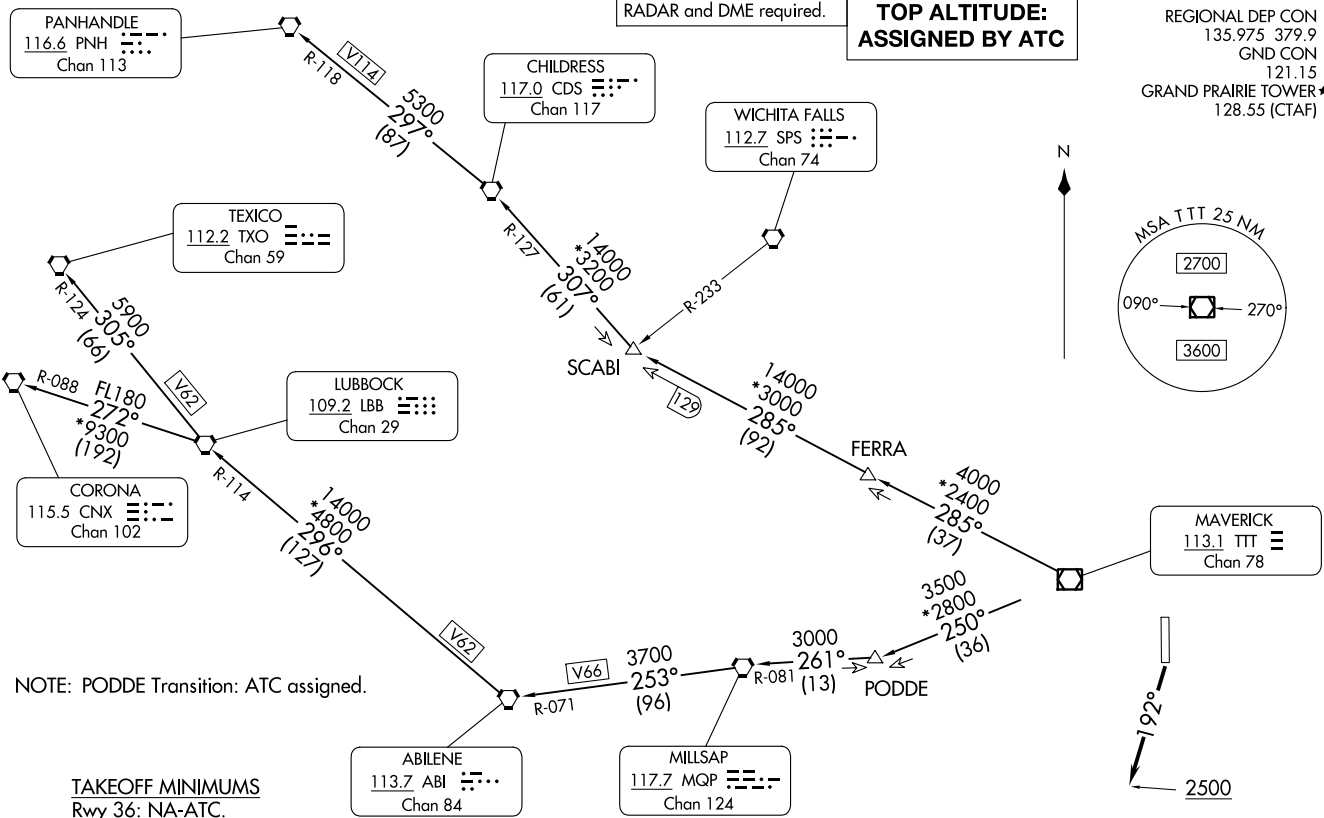 RADAR and DME required.
TOP ALTITUDE:
ASSIGNED BY ATC
REGIONAL DEP CON
135.975 379.9
GND CON
121.15
GRAND PRAIRIE TOWER★
128.55 (CTAF)
PANHANDLE
116.6 PNH
Chan 113
R-118
V114
5300
297°
(87)
CHILDRESS
117.0 CDS
Chan 117
WICHITA FALLS
112.7 SPS
Chan 74
N
MSA TTT 25 NM
2700
090°
270°
3600
TEXICO
112.2 TXO
Chan 59
R-127
14000
*3200
307°
(61)
R-233
SCABI
129
R-124
5900
305°
(66)
V62
R-088
FL180
272°
*9300
(192)
LUBBOCK
109.2 LBB
Chan 29
14000
*3000
285°
(92)
FERRA
4000
*2400
285°
(37)
CORONA
115.5 CNX
Chan 102
R-114
14000
*4800
296°
(127)
MAVERICK
113.1 TTT
Chan 78
3500
*2800
250°
(36)
V62
V66
3700
253°
(96)
R-071
3000
261°
(13)
R-081
PODDE
192°
2500
NOTE: PODDE Transition: ATC assigned.
ABILENE
113.7 ABI
Chan 84
MILLSAP
117.7 MQP
Chan 124
TAKEOFF MINIMUMS
Rwy 36: NA-ATC.